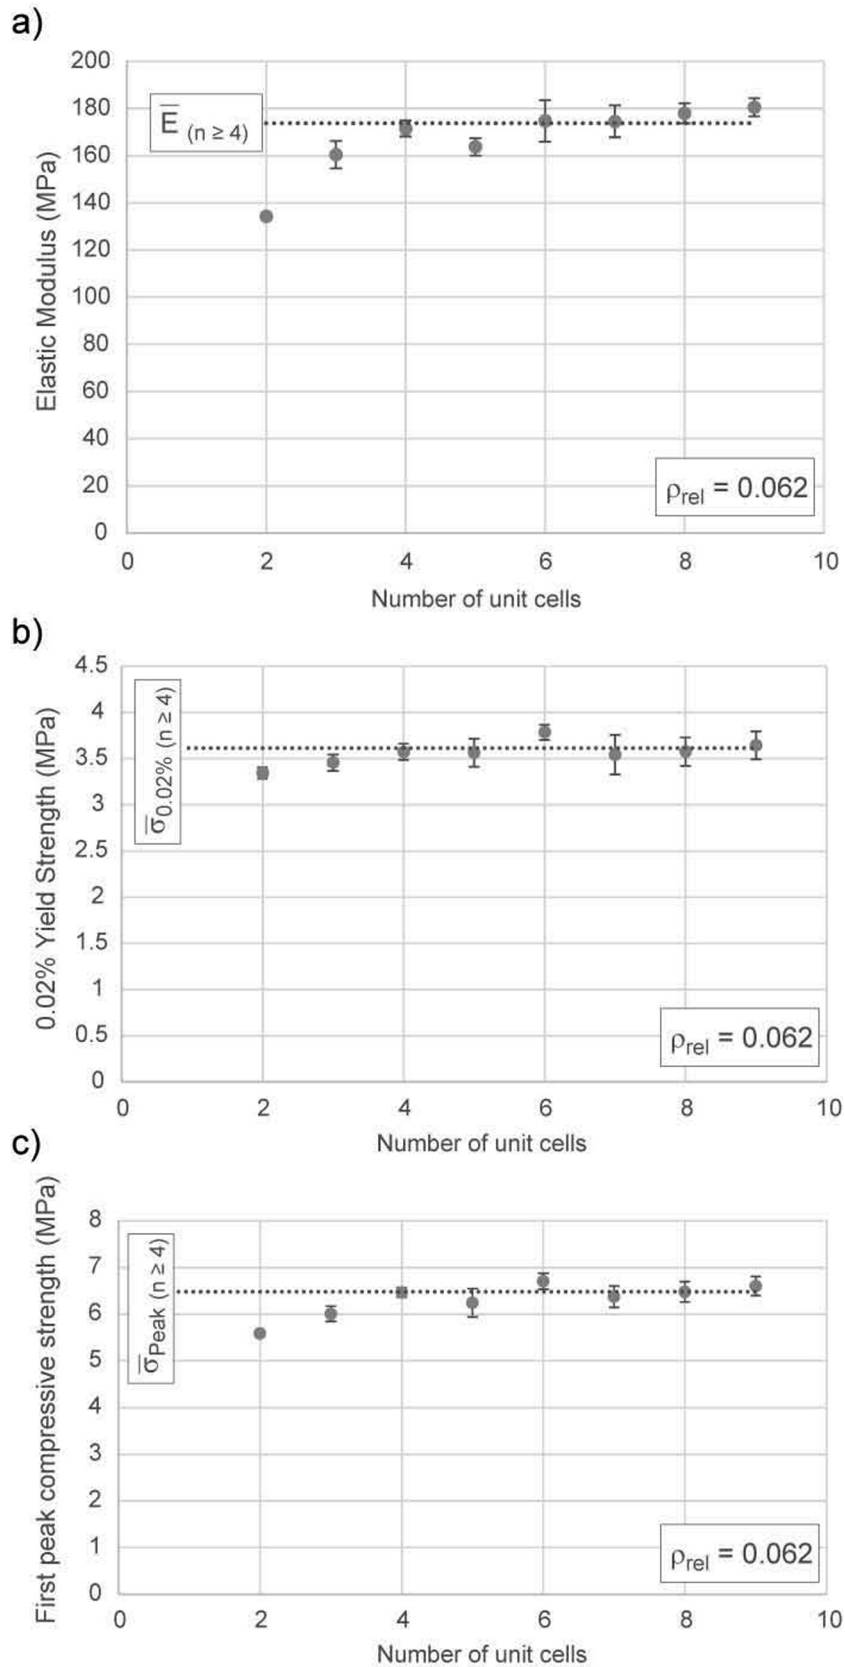 a)
200
180
160
140
120
100
80
60
40
20
0
Elastic Modulus (MPa)
E̅ (n ≥ 4)
ρrel = 0.062
0 2 4 6 8 10
Number of unit cells
b)
4.5
4
3.5
3
2.5
2
1.5
1
0.5
0
0.02% Yield Strength (MPa)
σ̅0.02% (n ≥ 4)
ρrel = 0.062
0 2 4 6 8 10
Number of unit cells
c)
8
7
6
5
4
3
2
1
0
First peak compressive strength (MPa)
σ̅Peak (n ≥ 4)
ρrel = 0.062
0 2 4 6 8 10
Number of unit cells